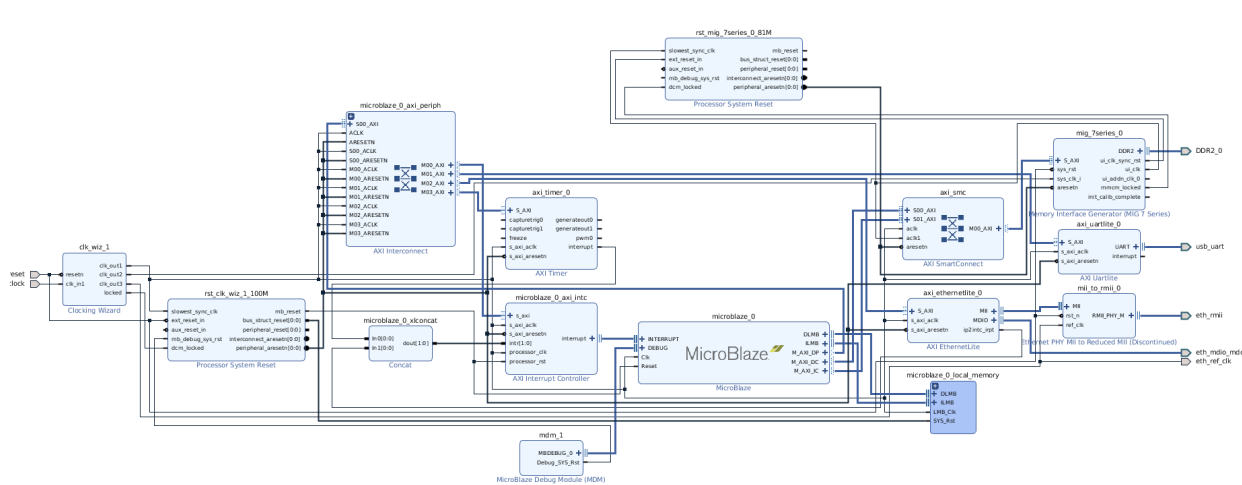 rst_mig_7series_0_81M
slowest_sync_clk
ext_reset_in
aux_reset_in
mb_debug_sys_rst
dcm_locked
mb_reset
bus_struct_reset[0:0]
peripheral_reset[0:0]
interconnect_aresetn[0:0]
peripheral_aresetn[0:0]
Processor System Reset
microblaze_0_axi_periph
S00_AXI
ACLK
ARESETN
S00_ACLK
S00_ARESETN
M00_ACLK
M00_ARESETN
M01_ACLK
M01_ARESETN
M02_ACLK
M02_ARESETN
M03_ACLK
M03_ARESETN
M00_AXI
M01_AXI
M02_AXI
M03_AXI
AXI Interconnect
mig_7series_0
S_AXI
sys_rst
sys_clk_i
aresetn
DDR2
ui_clk_sync_rst
ui_clk
ui_addn_clk_0
mmcm_locked
init_calib_complete
Memory Interface Generator (MIG 7 Series)
DDR2_0
axi_timer_0
S_AXI
capturetrig0
capturetrig1
freeze
s_axi_aclk
s_axi_aresetn
generateout0
generateout1
pwm0
interrupt
AXI Timer
axi_smc
S00_AXI
S01_AXI
aclk
aclk1
aresetn
M00_AXI
AXI SmartConnect
axi_uartlite_0
S_AXI
s_axi_aclk
s_axi_aresetn
UART
interrupt
AXI Uartlite
usb_uart
clk_wiz_1
reset
clock
resetn
clk_in1
clk_out1
clk_out2
clk_out3
locked
Clocking Wizard
rst_clk_wiz_1_100M
slowest_sync_clk
ext_reset_in
aux_reset_in
mb_debug_sys_rst
dcm_locked
mb_reset
bus_struct_reset[0:0]
peripheral_reset[0:0]
interconnect_aresetn[0:0]
peripheral_aresetn[0:0]
Processor System Reset
microblaze_0_xlconcat
In0[0:0]
In1[0:0]
dout[1:0]
Concat
microblaze_0_axi_intc
s_axi
s_axi_aclk
s_axi_aresetn
intr[1:0]
processor_clk
processor_rst
interrupt
AXI Interrupt Controller
microblaze_0
INTERRUPT
DEBUG
Clk
Reset
MicroBlaze
DLMB
ILMB
M_AXI_DP
M_AXI_DC
M_AXI_IC
MicroBlaze
axi_ethernetlite_0
S_AXI
s_axi_aclk
s_axi_aresetn
MII
MDIO
ip2intc_irpt
AXI EthernetLite
mii_to_rmii_0
MII
rst_n
ref_clk
RMII_PHY_M
Ethernet PHY MII to Reduced MII (Discontinued)
eth_rmii
eth_mdio_mdc
eth_ref_clk
microblaze_0_local_memory
DLMB
ILMB
LMB_Clk
SYS_Rst
mdm_1
MBDEBUG_0
Debug_SYS_Rst
MicroBlaze Debug Module (MDM)